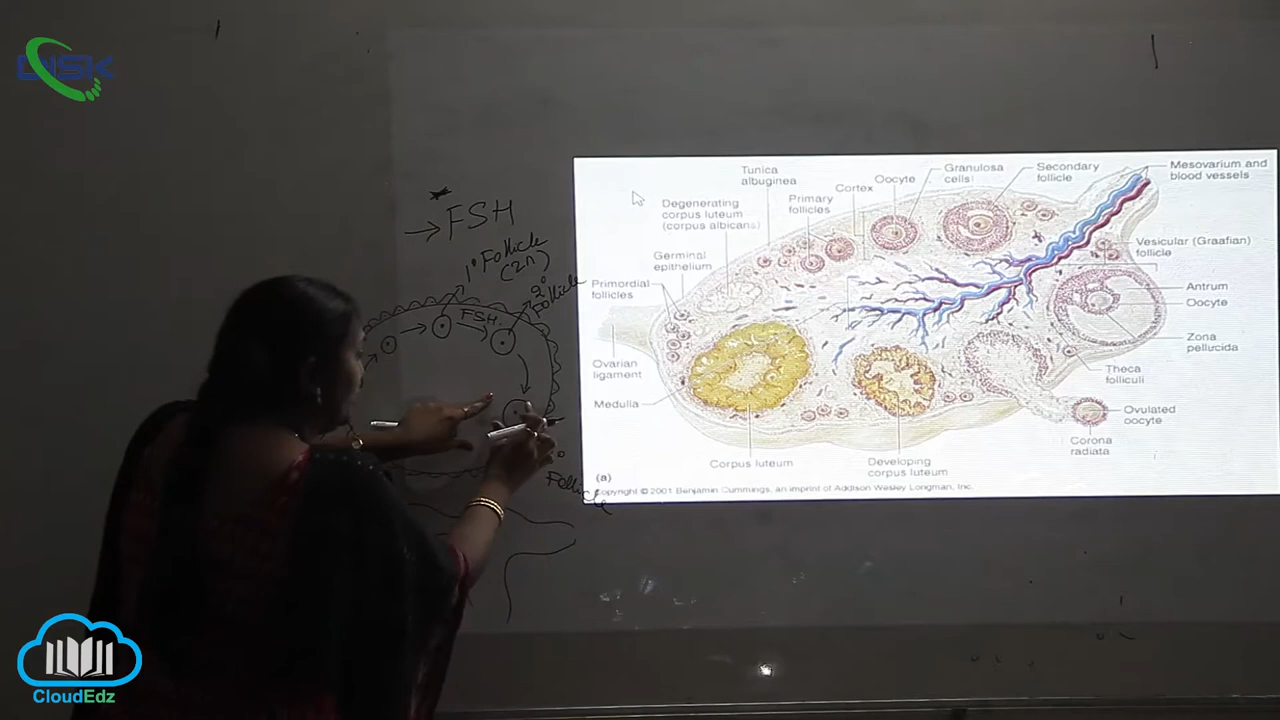 DISK
→ FSH
1° Follicle
(2n)
2°
Follicle
FSH
Follicle
Tunica
albuginea
Degenerating
corpus luteum
(corpus albicans)
Germinal
epithelium
Primordial
follicles
Ovarian
ligament
Medulla
Primary
follicles
Cortex
Oocyte
Granulosa
cells
Secondary
follicle
Mesovarium and
blood vessels
Vesicular (Graafian)
follicle
Antrum
Oocyte
Zona
pellucida
Theca
folliculi
Ovulated
oocyte
Corona
radiata
Corpus luteum
Developing
corpus luteum
(a)
Copyright © 2001 Benjamin Cummings, an imprint of Addison Wesley Longman, Inc.
CloudEdz